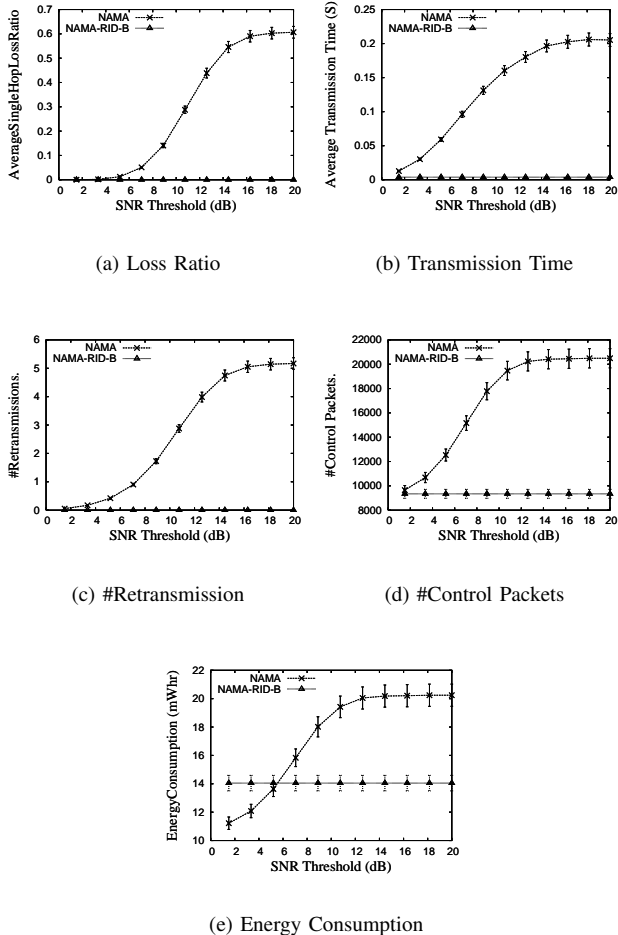 AverageSingleHopLossRatio
0.7
0.6
0.5
0.4
0.3
0.2
0.1
0
NAMA
NAMA-RID-B
0 2 4 6 8 10 12 14 16 18 20
SNR Threshold (dB)
(a) Loss Ratio
Average Transmission Time (S)
0.25
0.2
0.15
0.1
0.05
0
NAMA
NAMA-RID-B
0 2 4 6 8 10 12 14 16 18 20
SNR Threshold (dB)
(b) Transmission Time
#Retransmissions.
6
5
4
3
2
1
0
NAMA
NAMA-RID-B
0 2 4 6 8 10 12 14 16 18 20
SNR Threshold (dB)
(c) #Retransmission
#Control Packets.
22000
20000
18000
16000
14000
12000
10000
8000
NAMA
NAMA-RID-B
0 2 4 6 8 10 12 14 16 18 20
SNR Threshold (dB)
(d) #Control Packets
EnergyConsumption (mWhr)
22
20
18
16
14
12
10
NAMA
NAMA-RID-B
0 2 4 6 8 10 12 14 16 18 20
SNR Threshold (dB)
(e) Energy Consumption